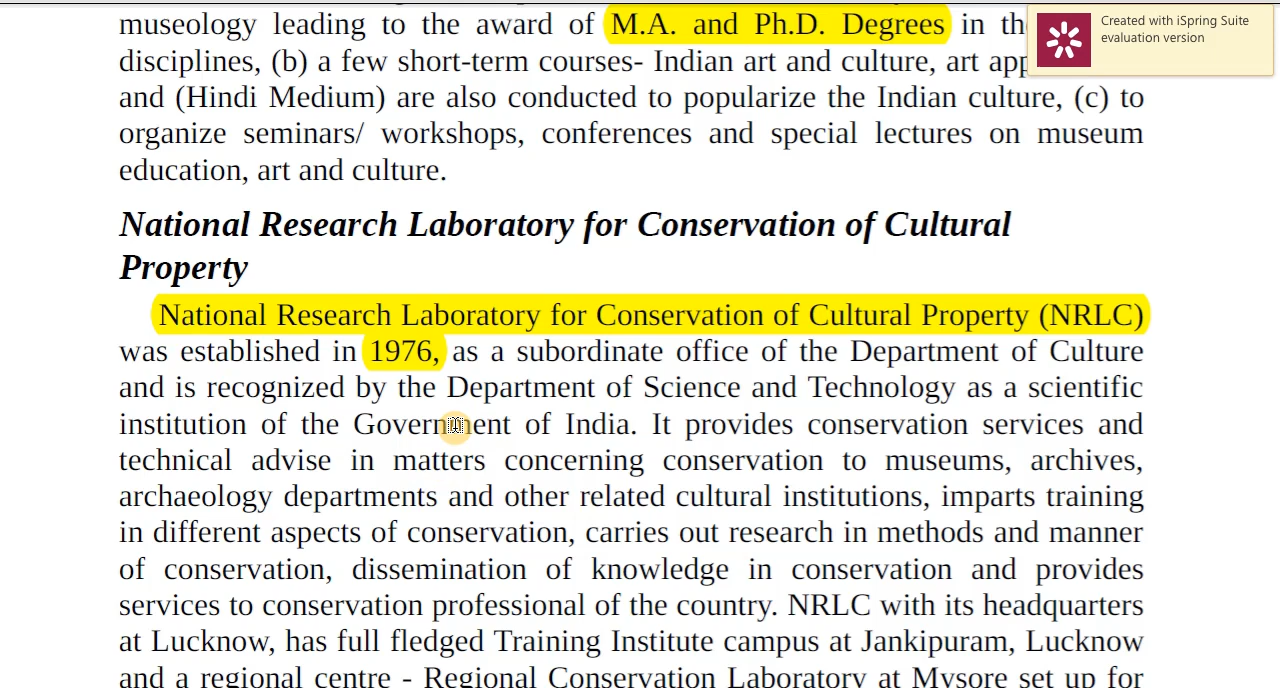 museology leading to the award of M.A. and Ph.D. Degrees in
disciplines, (b) a few short-term courses- Indian art and culture, art
and (Hindi Medium) are also conducted to popularize the Indian culture, (c) to
organize seminars/ workshops, conferences and special lectures on museum
education, art and culture.
Created with iSpring Suite
evaluation version
National Research Laboratory for Conservation of Cultural
Property
National Research Laboratory for Conservation of Cultural Property (NRLC)
was established in 1976, as a subordinate office of the Department of Culture
and is recognized by the Department of Science and Technology as a scientific
institution of the Government of India. It provides conservation services and
technical advise in matters concerning conservation to museums, archives,
archaeology departments and other related cultural institutions, imparts training
in different aspects of conservation, carries out research in methods and manner
of conservation, dissemination of knowledge in conservation and provides
services to conservation professional of the country. NRLC with its headquarters
at Lucknow, has full fledged Training Institute campus at Jankipuram, Lucknow
and a regional centre - Regional Conservation Laboratory at Mysore set up for